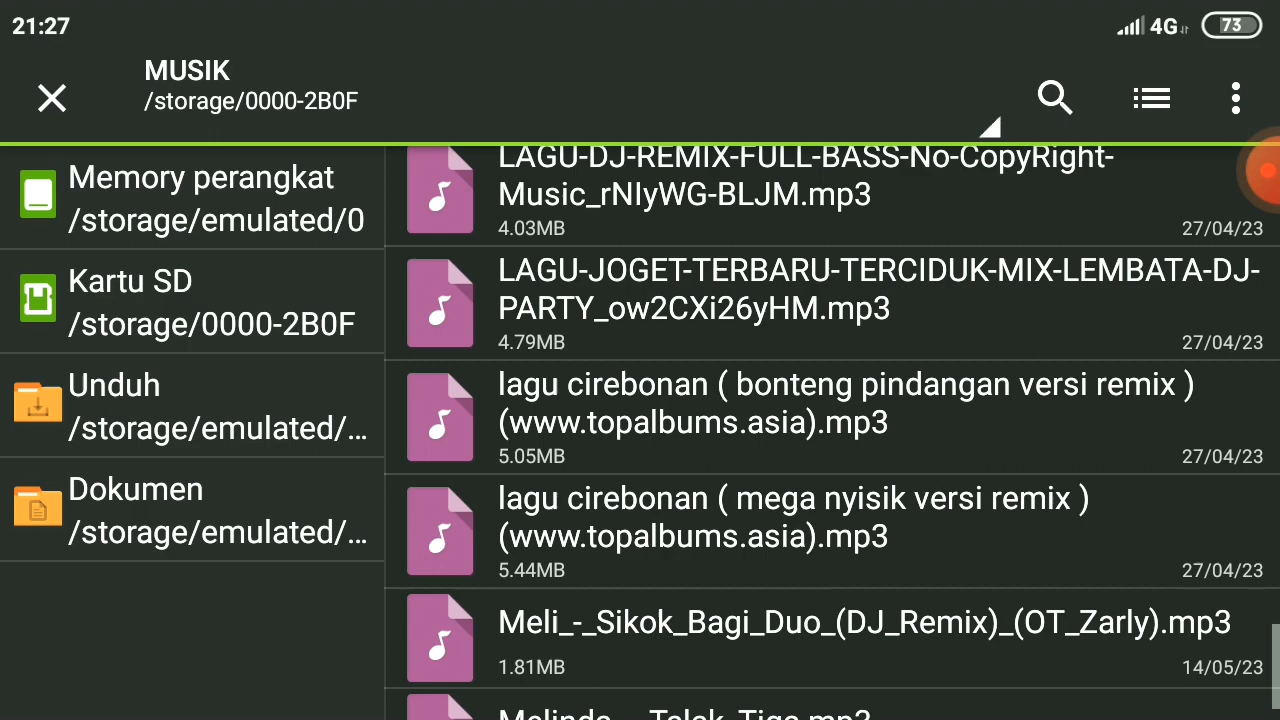 21:27
4G
73
MUSIK
/storage/0000-2B0F
Memory perangkat
/storage/emulated/0
Kartu SD
/storage/0000-2B0F
Unduh
/storage/emulated/...
Dokumen
/storage/emulated/...
LAGU-DJ-REMIX-FULL-BASS-No-CopyRight-
Music_rNIyWG-BLJM.mp3
4.03MB
27/04/23
LAGU-JOGET-TERBARU-TERCIDUK-MIX-LEMBATA-DJ-
PARTY_ow2CXi26yHM.mp3
4.79MB
27/04/23
lagu cirebonan ( bonteng pindangan versi remix )
(www.topalbums.asia).mp3
5.05MB
27/04/23
lagu cirebonan ( mega nyisik versi remix )
(www.topalbums.asia).mp3
5.44MB
27/04/23
Meli_-_Sikok_Bagi_Duo_(DJ_Remix)_(OT_Zarly).mp3
1.81MB
14/05/23